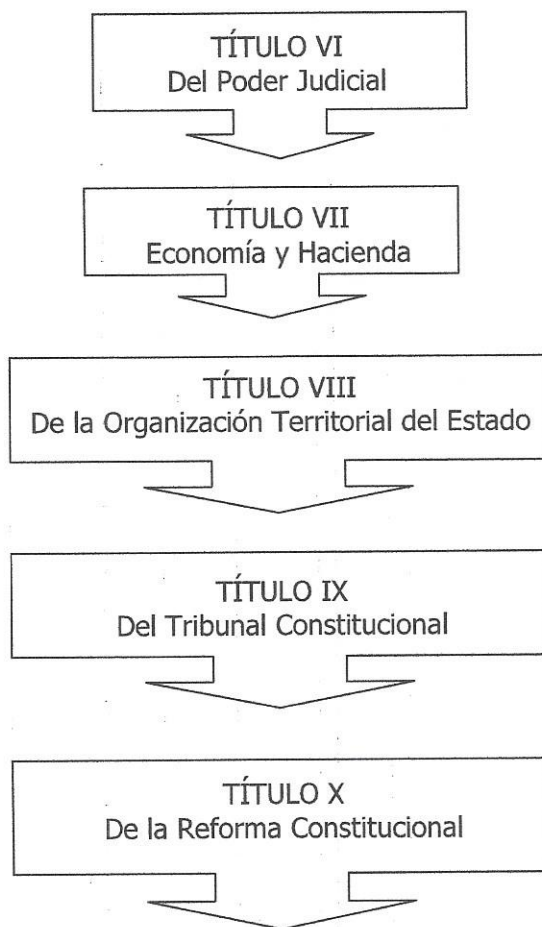 TÍTULO VI
Del Poder Judicial
TÍTULO VII
Economía y Hacienda
TÍTULO VIII
De la Organización Territorial del Estado
TÍTULO IX
Del Tribunal Constitucional
TÍTULO X
De la Reforma Constitucional